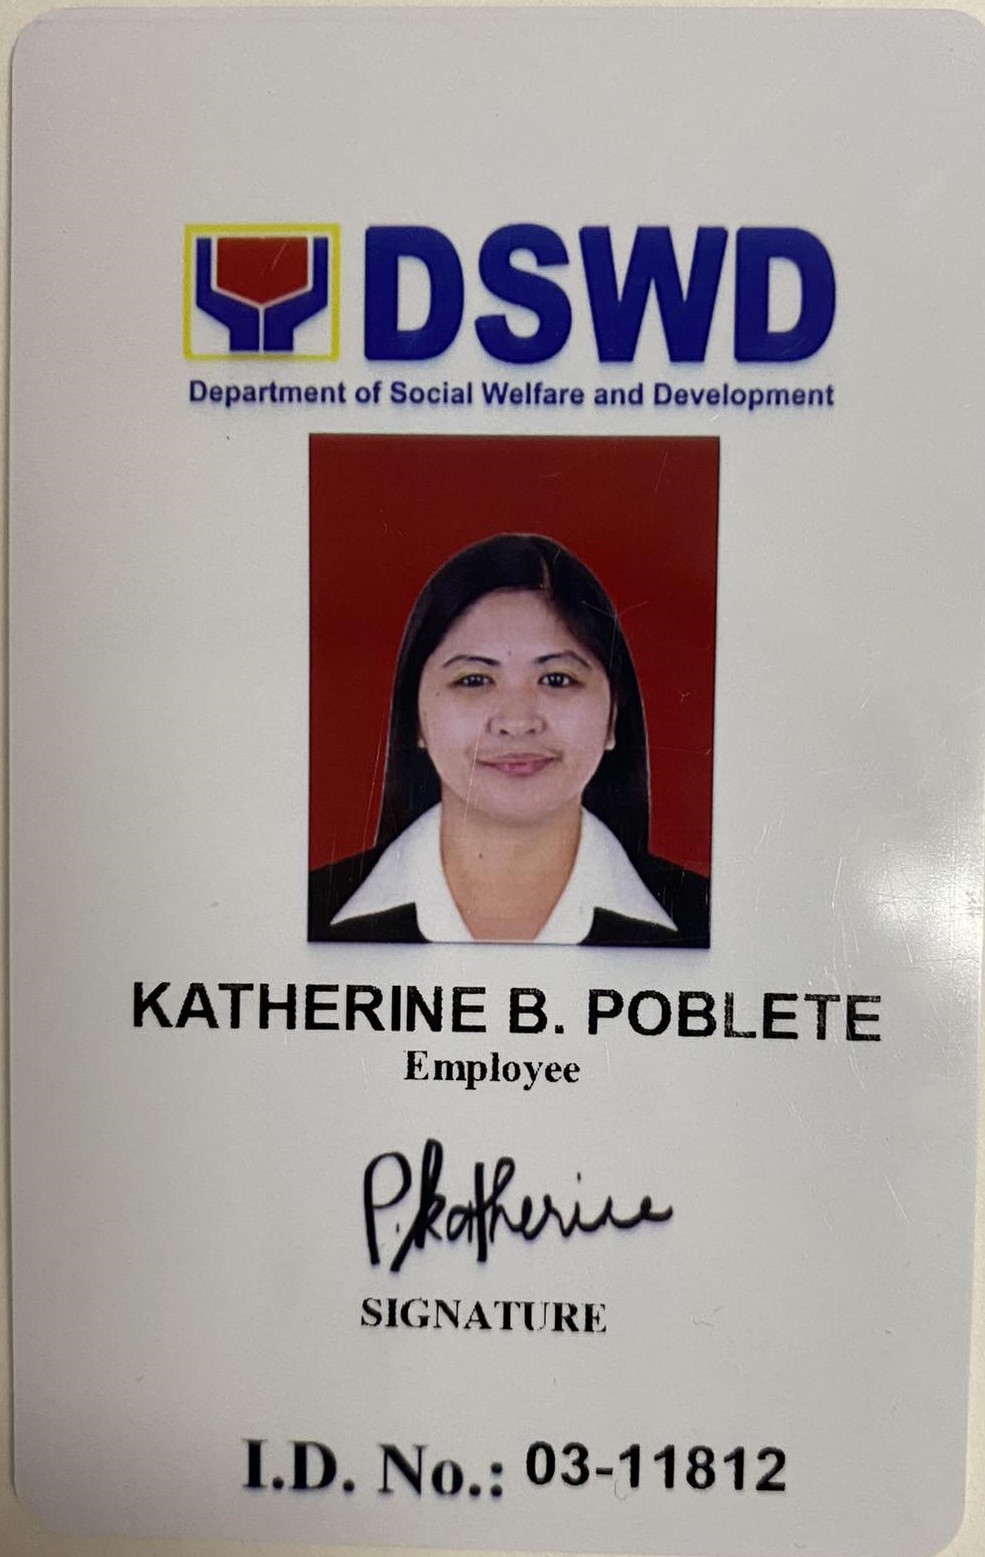 DSWD
Department of Social Welfare and Development
KATHERINE B. POBLETE
Employee
P.katherine
SIGNATURE
I.D. No.: 03-11812